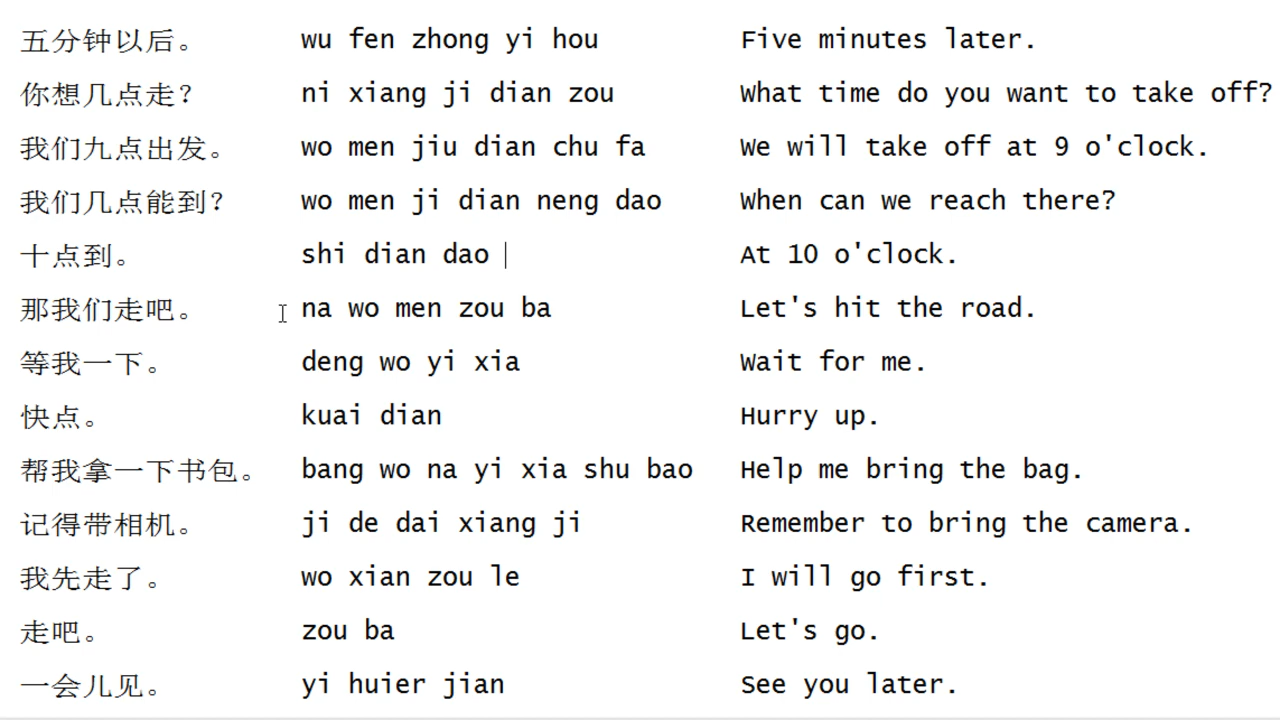 五分钟以后。 wu fen zhong yi hou Five minutes later.
你想几点走？ ni xiang ji dian zou What time do you want to take off?
我们九点出发。 wo men jiu dian chu fa We will take off at 9 o'clock.
我们几点能到？ wo men ji dian neng dao When can we reach there?
十点到。 shi dian dao At 10 o'clock.
那我们走吧。 na wo men zou ba Let's hit the road.
等我一下。 deng wo yi xia Wait for me.
快点。 kuai dian Hurry up.
帮我拿一下书包。 bang wo na yi xia shu bao Help me bring the bag.
记得带相机。 ji de dai xiang ji Remember to bring the camera.
我先走了。 wo xian zou le I will go first.
走吧。 zou ba Let's go.
一会儿见。 yi huier jian See you later.